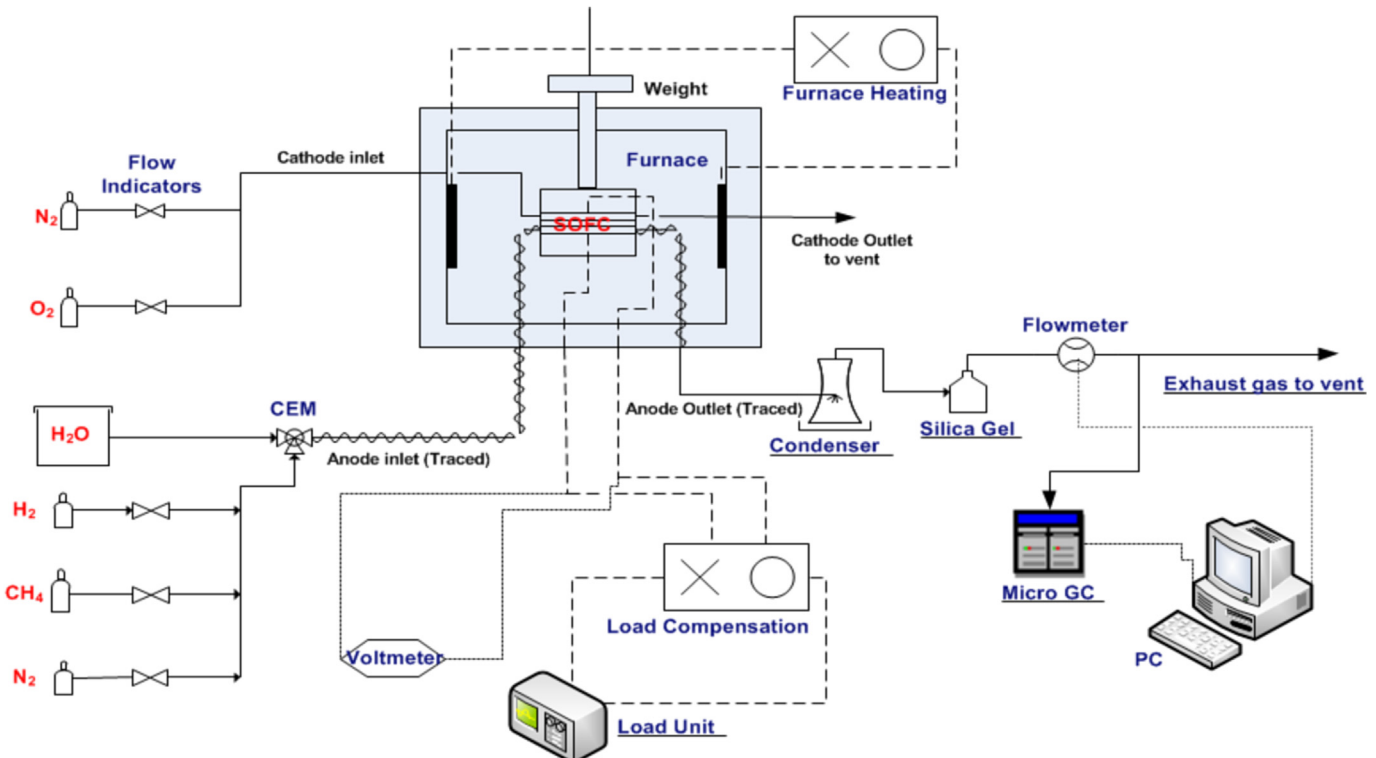 Weight
Furnace Heating
Cathode inlet
Furnace
Flow
Indicators
N₂
SOFC
Cathode Outlet
to vent
O₂
Flowmeter
Exhaust gas to vent
CEM
H₂O
Anode inlet (Traced)
Anode Outlet (Traced)
Condenser
Silica Gel
H₂
CH₄
Micro GC
Load Compensation
Voltmeter
PC
N₂
Load Unit